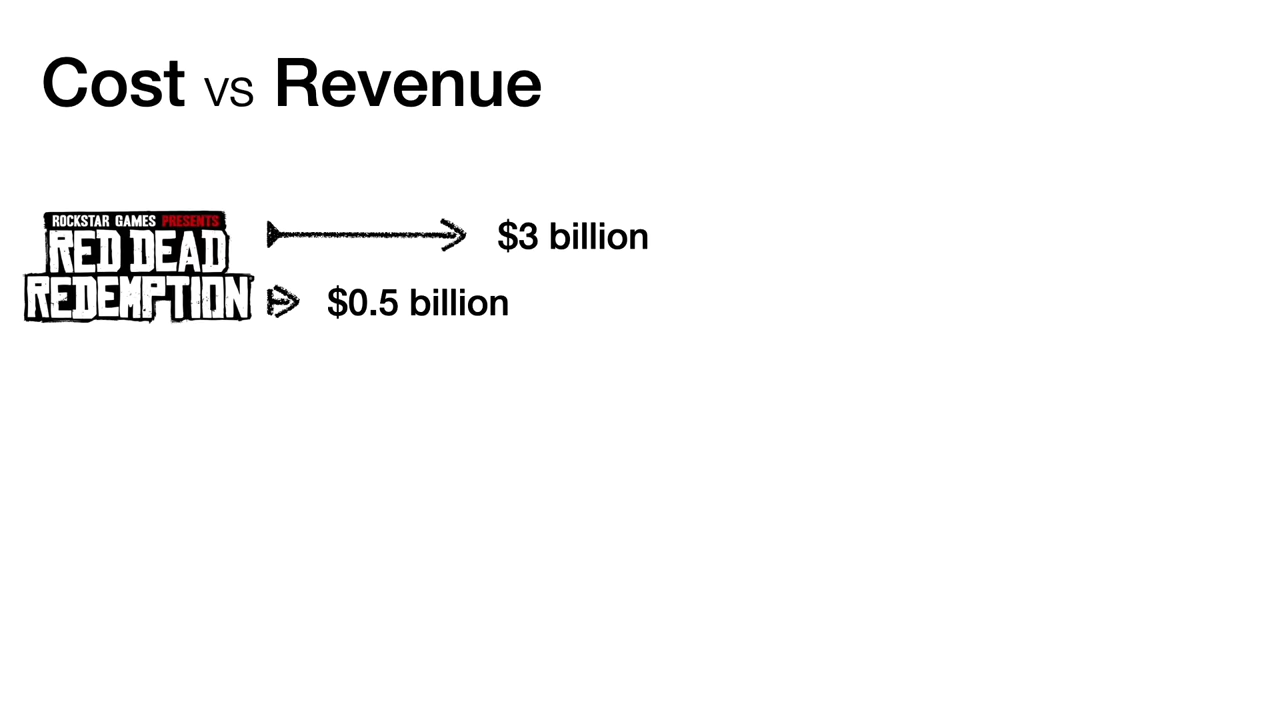 Cost vs Revenue
ROCKSTAR GAMES PRESENTS
RED DEAD
REDEMPTION
$3 billion
$0.5 billion